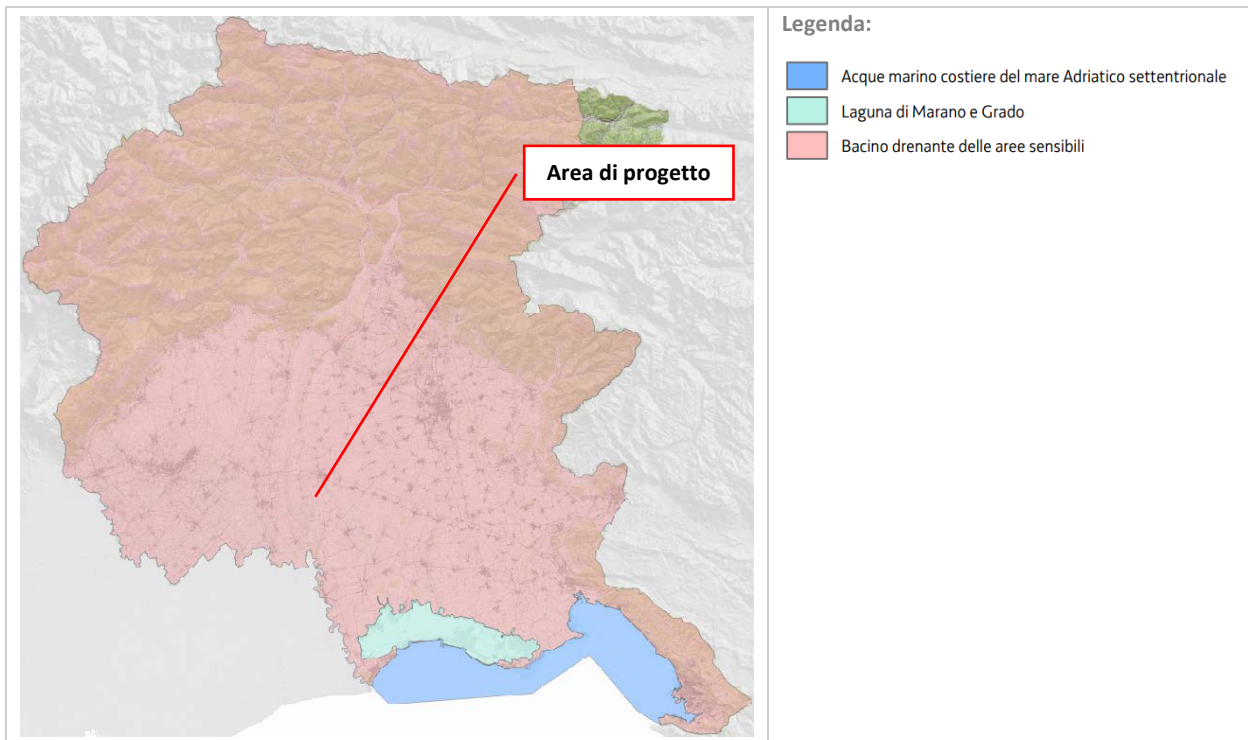 Legenda:
Acque marino costiere del mare Adriatico settentrionale
Laguna di Marano e Grado
Bacino drenante delle aree sensibili
Area di progetto